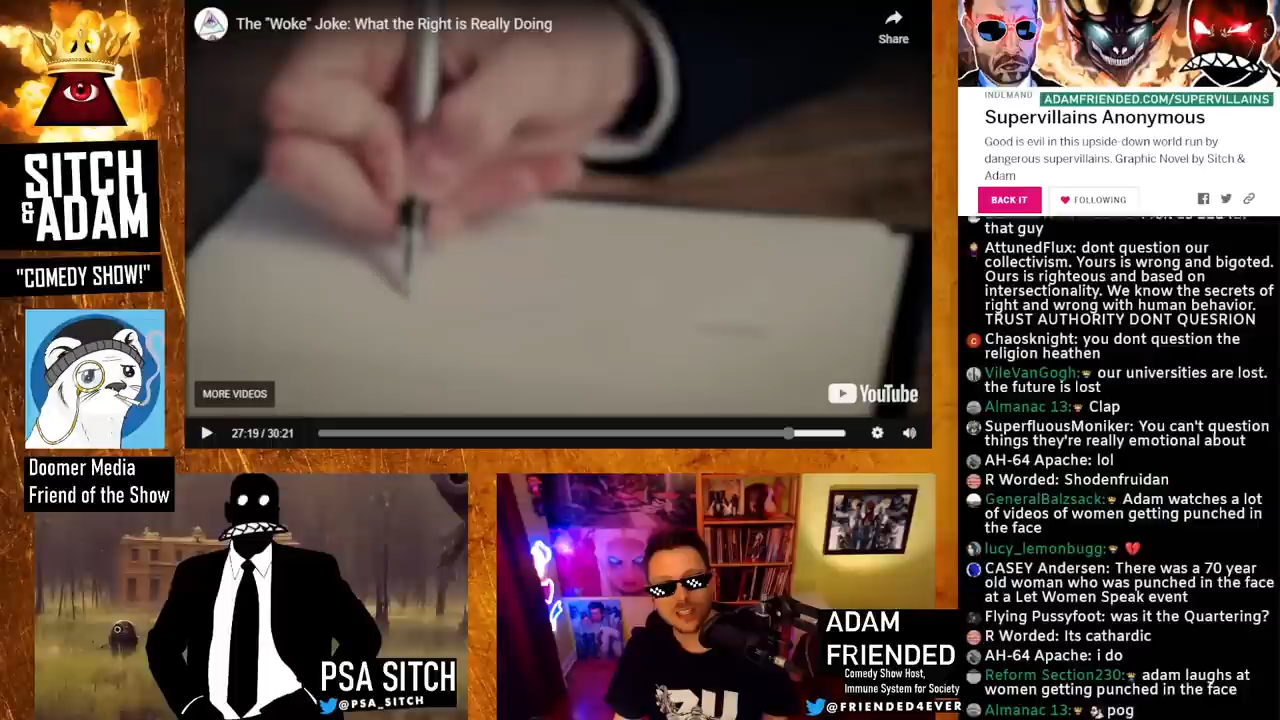 The "Woke" Joke: What the Right is Really Doing
Share
MORE VIDEOS
YouTube
27:19 / 30:21
SITCH
& ADAM
"COMEDY SHOW!"
Doomer Media
Friend of the Show
PSA SITCH
@PSA_SITCH
ADAM
FRIENDED
Comedy Show Host,
Immune System for Society
@FRIENDED4EVER
INDEMAND
ADAMFRIENDED.COM/SUPERVILLAINS
Supervillains Anonymous
Good is evil in this upside-down world run by
dangerous supervillains. Graphic Novel by Sitch &
Adam
BACK IT
FOLLOWING
that guy
AttunedFlux: dont question our
collectivism. Yours is wrong and bigoted.
Ours is righteous and based on
intersectionality. We know the secrets of
right and wrong with human behavior.
TRUST AUTHORITY DONT QUESRION
Chaosknight: you dont question the
religion heathen
VileVanGogh: our universities are lost.
the future is lost
Almanac 13: Clap
SuperfluousMoniker: You can't question
things they're really emotional about
AH-64 Apache: lol
R Worded: Shodenfruidan
GeneralBalzsack: Adam watches a lot
of videos of women getting punched in
the face
lucy_lemonbugg:
CASEY Andersen: There was a 70 year
old woman who was punched in the face
at a Let Women Speak event
Flying Pussyfoot: was it the Quartering?
R Worded: Its cathardic
AH-64 Apache: i do
Reform Section230: adam laughs at
women getting punched in the face
Almanac 13: pog